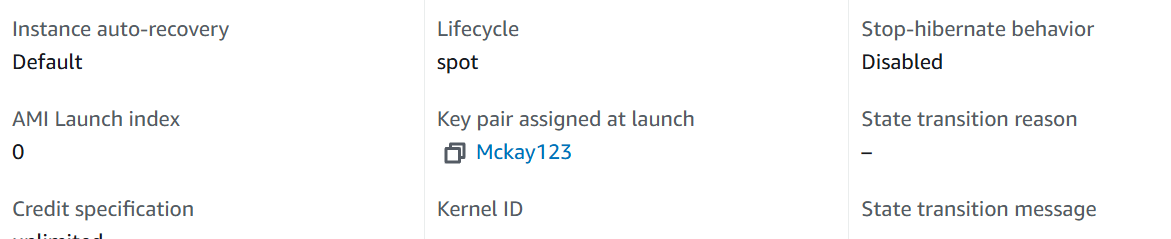 Instance auto-recovery
Default
Lifecycle
spot
Stop-hibernate behavior
Disabled
AMI Launch index
0
Key pair assigned at launch
Mckay123
State transition reason
–
Credit specification
unlimited
Kernel ID
State transition message